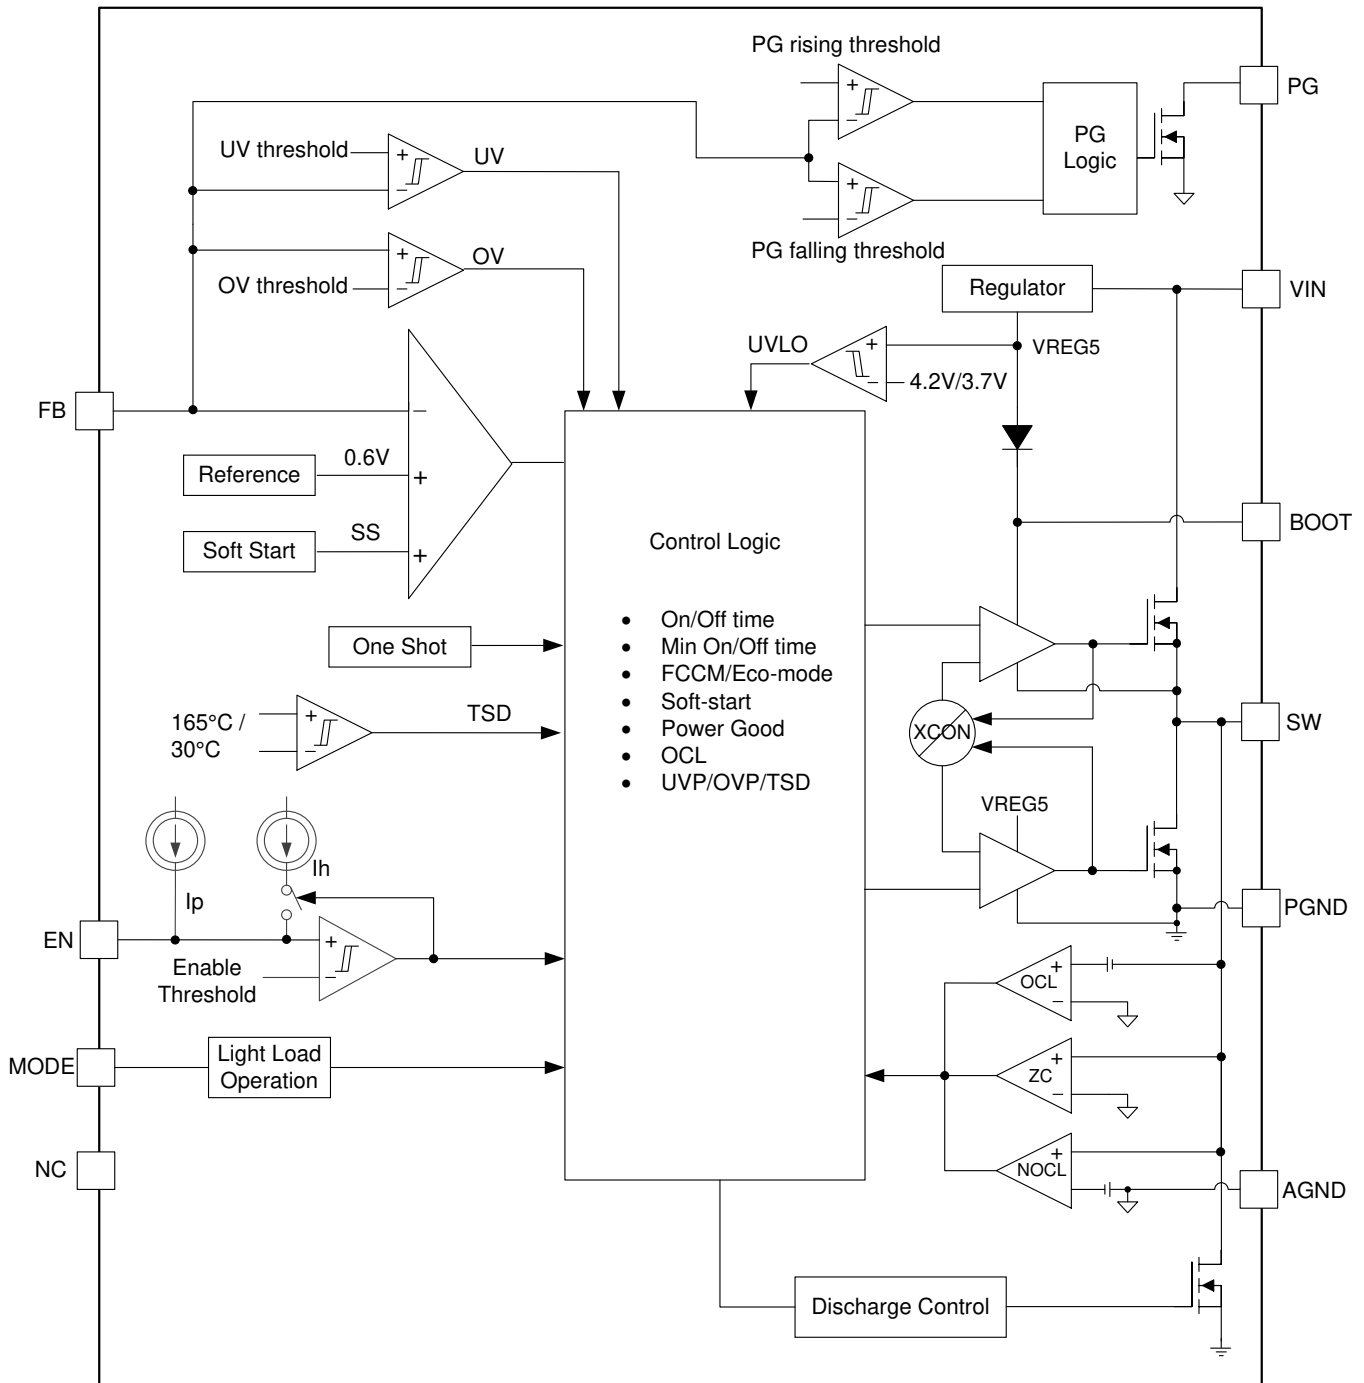 PG rising threshold
PG
UV threshold
+
−
UV
+
−
PG
Logic
+
−
PG falling threshold
+
−
OV
OV threshold
Regulator
VIN
UVLO
+
−
VREG5
4.2V/3.7V
FB
−
Reference
0.6V
+
Soft Start
SS
+
BOOT
Control Logic
• On/Off time
• Min On/Off time
• FCCM/Eco-mode
• Soft-start
• Power Good
• OCL
• UVP/OVP/TSD
One Shot
165°C /
30°C
+
−
TSD
XCON
SW
VREG5
Ip
Ih
EN
+
−
Enable
Threshold
PGND
OCL
+
−
MODE
Light Load
Operation
ZC
+
−
NC
NOCL
+
AGND
Discharge Control